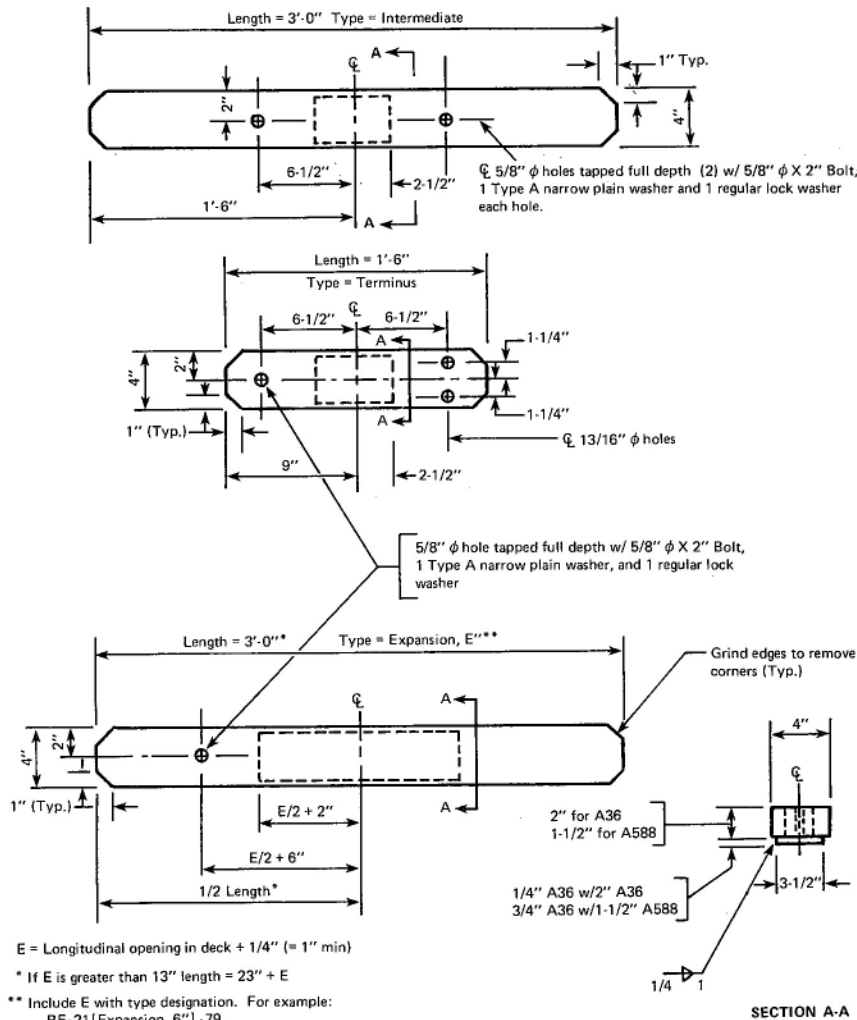 Length = 3'-0" Type = Intermediate
A
℄
1" Typ.
2"
4"
6-1/2"
2-1/2"
℄ 5/8" ϕ holes tapped full depth (2) w/ 5/8" ϕ X 2" Bolt,
1 Type A narrow plain washer and 1 regular lock washer
each hole.
1'-6"
A
Length = 1'-6"
Type = Terminus
℄
6-1/2"
6-1/2"
A
1-1/4"
4"
2"
1-1/4"
1" (Typ.)
A
℄ 13/16" ϕ holes
9"
2-1/2"
5/8" ϕ hole tapped full depth w/ 5/8" ϕ X 2" Bolt,
1 Type A narrow plain washer, and 1 regular lock
washer
Length = 3'-0"* Type = Expansion, E"**
Grind edges to remove
corners (Typ.)
℄
A
4"
2"
4"
℄
1" (Typ.)
A
E/2 + 2"
2" for A36
1-1/2" for A588
E/2 + 6"
1/2 Length*
1/4" A36 w/2" A36
3/4" A36 w/1-1/2" A588
3-1/2"
E = Longitudinal opening in deck + 1/4" (= 1" min)
* If E is greater than 13" length = 23" + E
1/4 1
** Include E with type designation. For example:
SECTION A-A